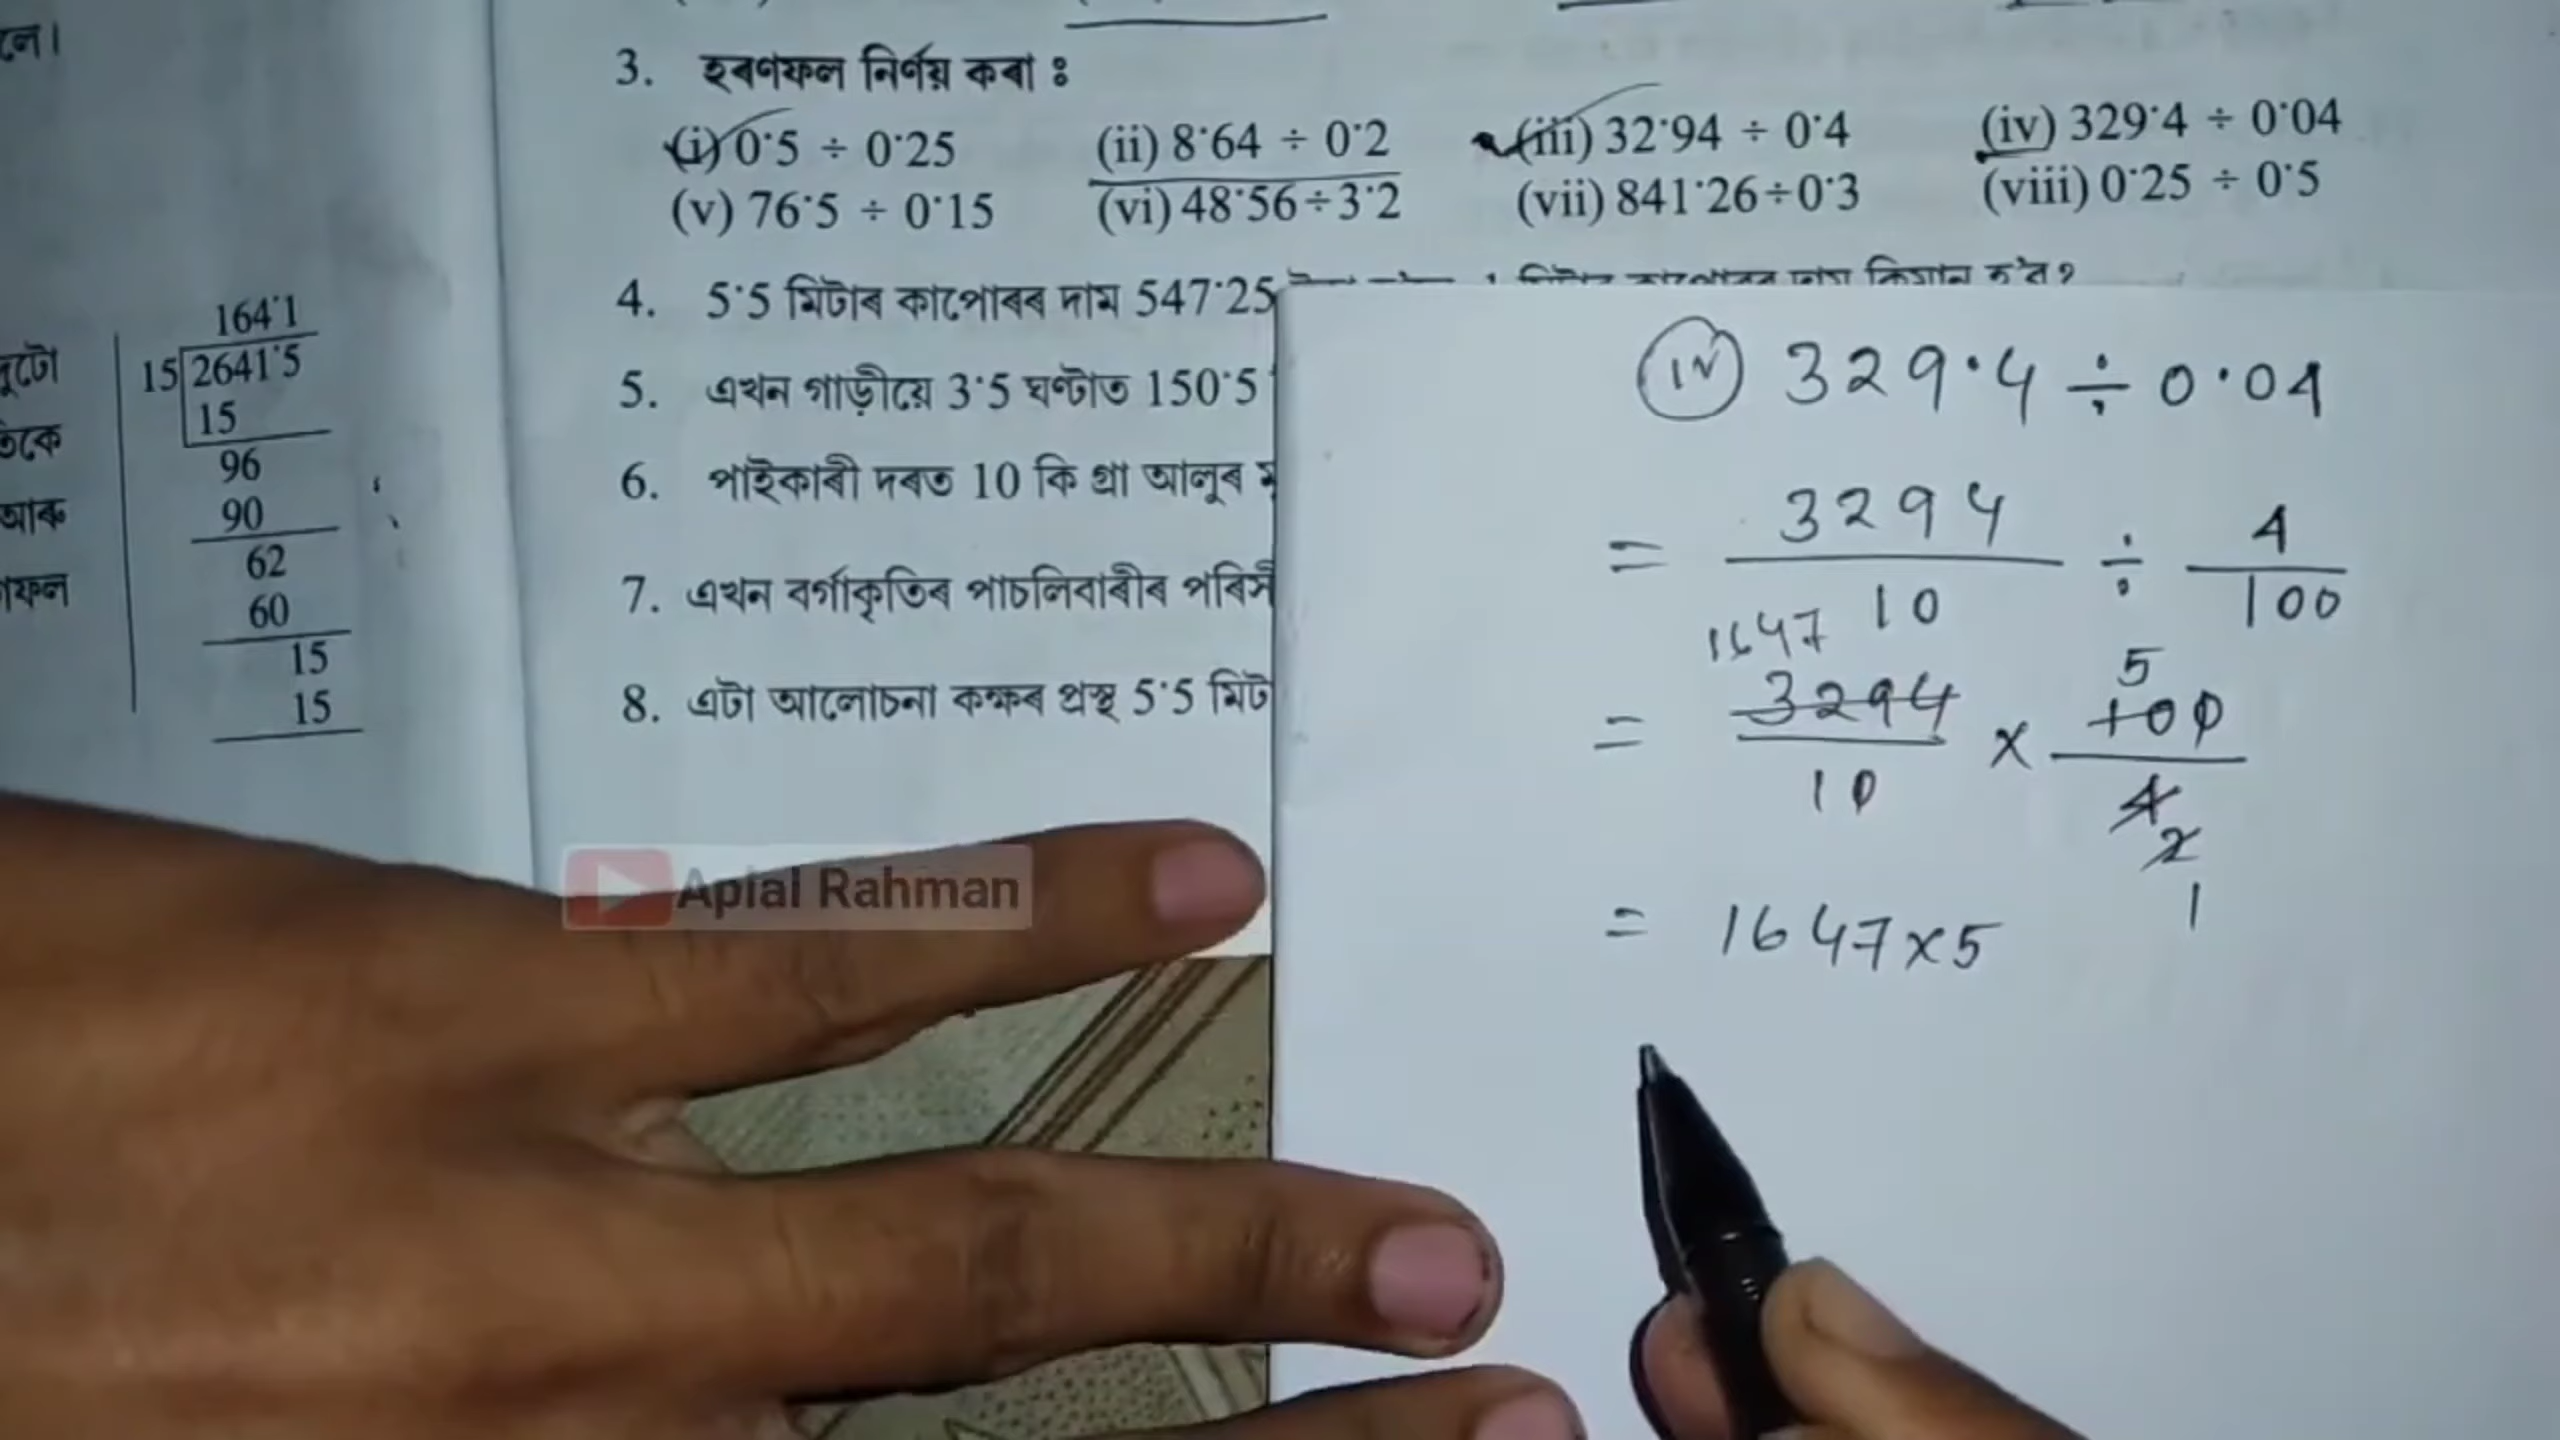 নে।
3. হৰণফল নিৰ্ণয় কৰা ঃ
(i) 0·5 ÷ 0·25 (ii) 8·64 ÷ 0·2 (iii) 32·94 ÷ 0·4 (iv) 329·4 ÷ 0·04
(v) 76·5 ÷ 0·15 (vi) 48·56÷3·2 (vii) 841·26÷0·3 (viii) 0·25 ÷ 0·5
4. 5·5 মিটাৰ কাপোৰৰ দাম 547·25 কাপোৰৰ দাম কিমান হ'ব?
5. এখন গাড়ীয়ে 3·5 ঘণ্টাত 150·5
6. পাইকাৰী দৰত 10 কি গ্ৰা আলুৰ
7. এখন বৰ্গাকৃতিৰ পাচলিবাৰীৰ
8. এটা আলোচনা কক্ষৰ প্ৰস্থ 5·5
164·1
15 2641·5
15
96
90
62
60
15
15
আৰু
(iv) 329·4 ÷ 0·04
= 3294/10 ÷ 4/100
1647 5
= 3294/10 × 100/4
2
1
= 1647×5
Apial Rahman